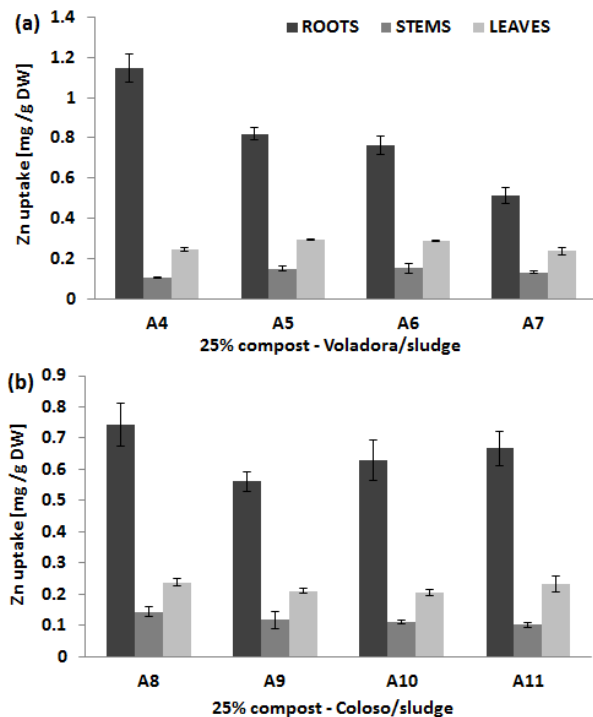 (a)
ROOTS STEMS LEAVES
Zn uptake [mg /g DW]
1.4
1.2
1
0.8
0.6
0.4
0.2
0
A4 A5 A6 A7
25% compost - Voladora/sludge
(b)
Zn uptake [mg /g DW]
0.9
0.8
0.7
0.6
0.5
0.4
0.3
0.2
0.1
0
A8 A9 A10 A11
25% compost - Coloso/sludge